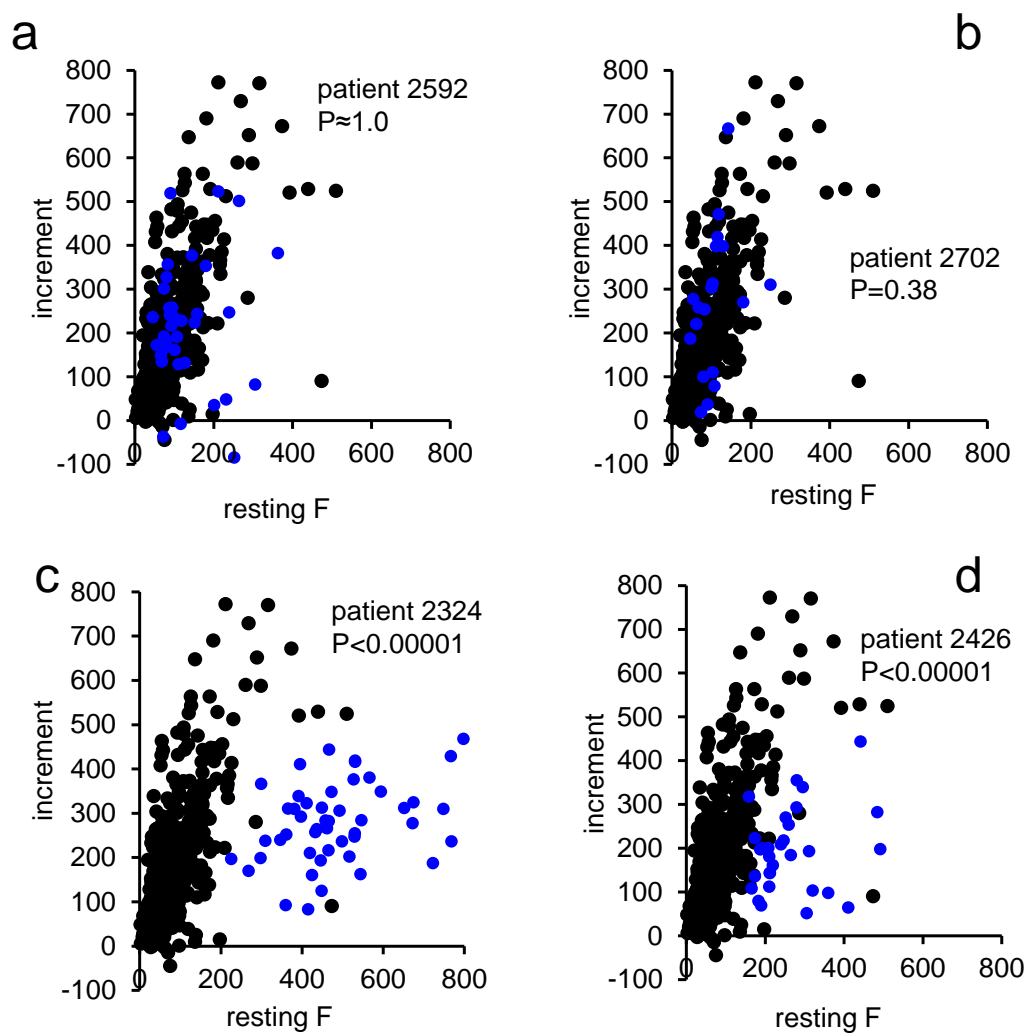 a
b
800
700
600
500
400
300
200
100
0
-100
0 200 400 600 800
increment
resting F
patient 2592
P≈1.0
800
700
600
500
400
300
200
100
0
-100
0 200 400 600 800
increment
resting F
patient 2702
P=0.38
c
d
800
700
600
500
400
300
200
100
0
-100
0 200 400 600 800
increment
resting F
patient 2324
P<0.00001
800
700
600
500
400
300
200
100
0
-100
0 200 400 600 800
increment
resting F
patient 2426
P<0.00001